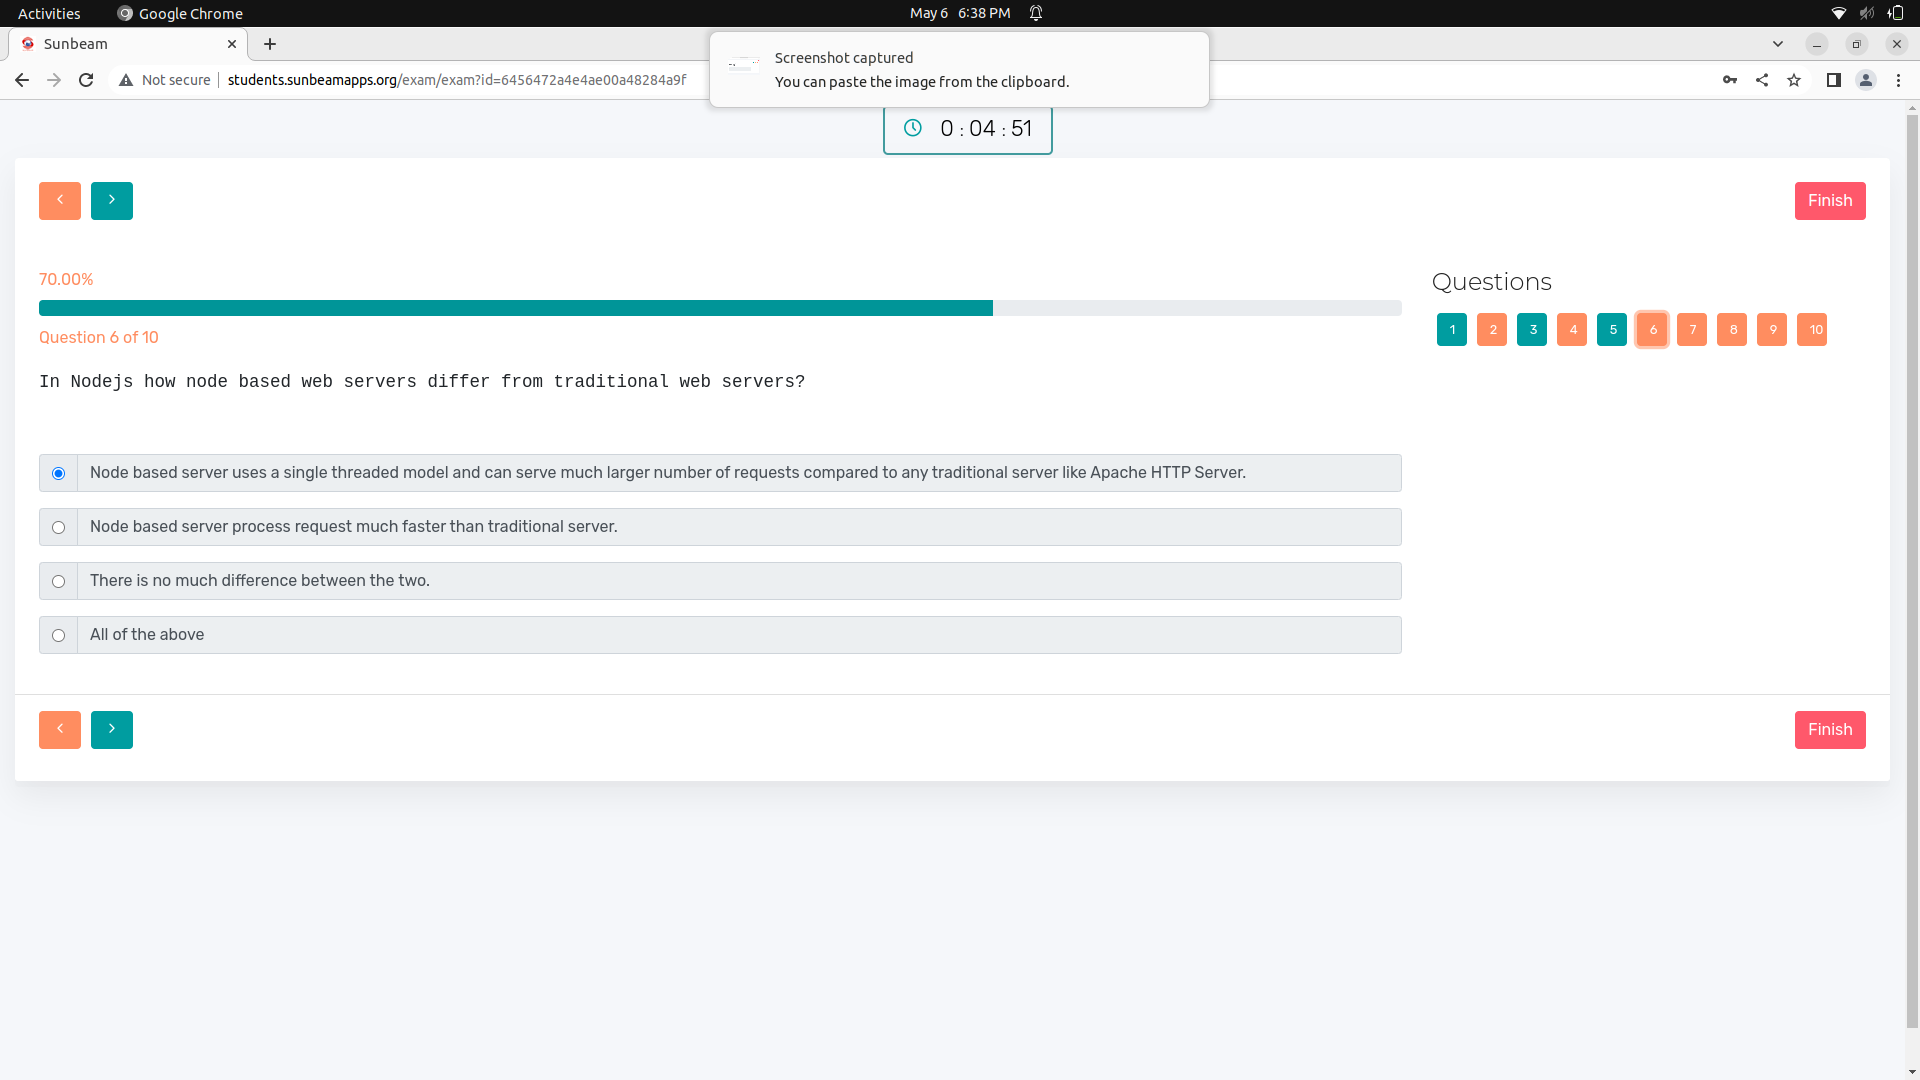 Activities Google Chrome May 6 6:38 PM
Sunbeam
Screenshot captured
You can paste the image from the clipboard.
Not secure students.sunbeamapps.org/exam/exam?id=6456472a4e4ae00a48284a9f
0 : 04 : 51
Finish
70.00%
Question 6 of 10
In Nodejs how node based web servers differ from traditional web servers?
Node based server uses a single threaded model and can serve much larger number of requests compared to any traditional server like Apache HTTP Server.
Node based server process request much faster than traditional server.
There is no much difference between the two.
All of the above
Questions
1 2 3 4 5 6 7 8 9 10
Finish